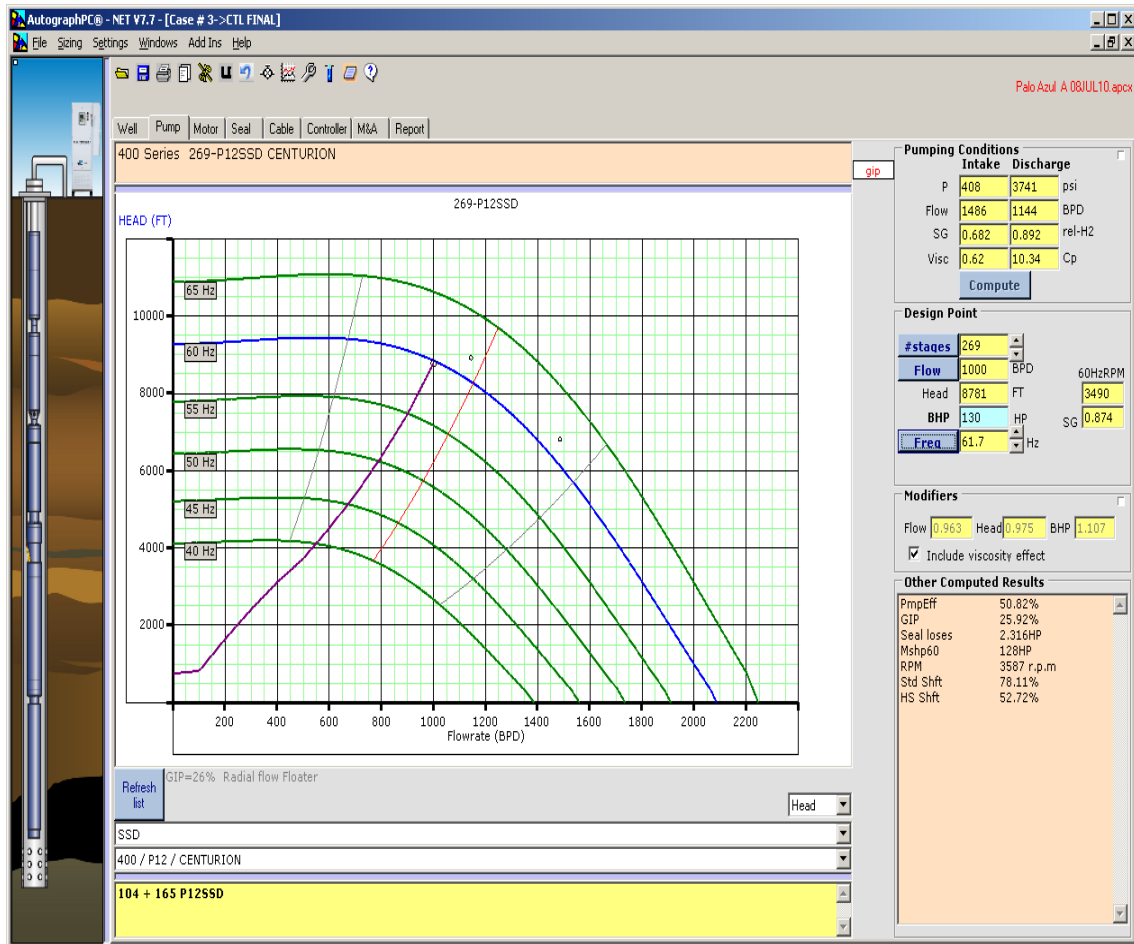 AutographPC® - NET V7.7 - [Case # 3->CTL FINAL]
File Sizing Settings Windows Add Ins Help
Palo Azul A 08JUL10.apcx
Well Pump Motor Seal Cable Controller M&A Report
400 Series 269-P12SSD CENTURION
gip
269-P12SSD
HEAD (FT)
65 Hz
10000
60 Hz
8000
55 Hz
6000
50 Hz
45 Hz
4000
40 Hz
2000
200 400 600 800 1000 1200 1400 1600 1800 2000 2200
Flowrate (BPD)
Refresh list
GIP=26% Radial flow Floater
Head
SSD
400 / P12 / CENTURION
104 + 165 P12SSD
Pumping Conditions
Intake Discharge
P 408 3741 psi
Flow 1486 1144 BPD
SG 0.682 0.892 rel-H2
Visc 0.62 10.34 Cp
Compute
Design Point
#stages 269
Flow 1000 BPD 60HzRPM
Head 8781 FT 3490
BHP 130 HP SG 0.874
Freq 61.7 Hz
Modifiers
Flow 0.963 Head 0.975 BHP 1.107
Include viscosity effect
Other Computed Results
PmpEff 50.82%
GIP 25.92%
Seal loses 2.316HP
Mshp60 128HP
RPM 3587 r.p.m
Std Shft 78.11%
HS Shft 52.72%